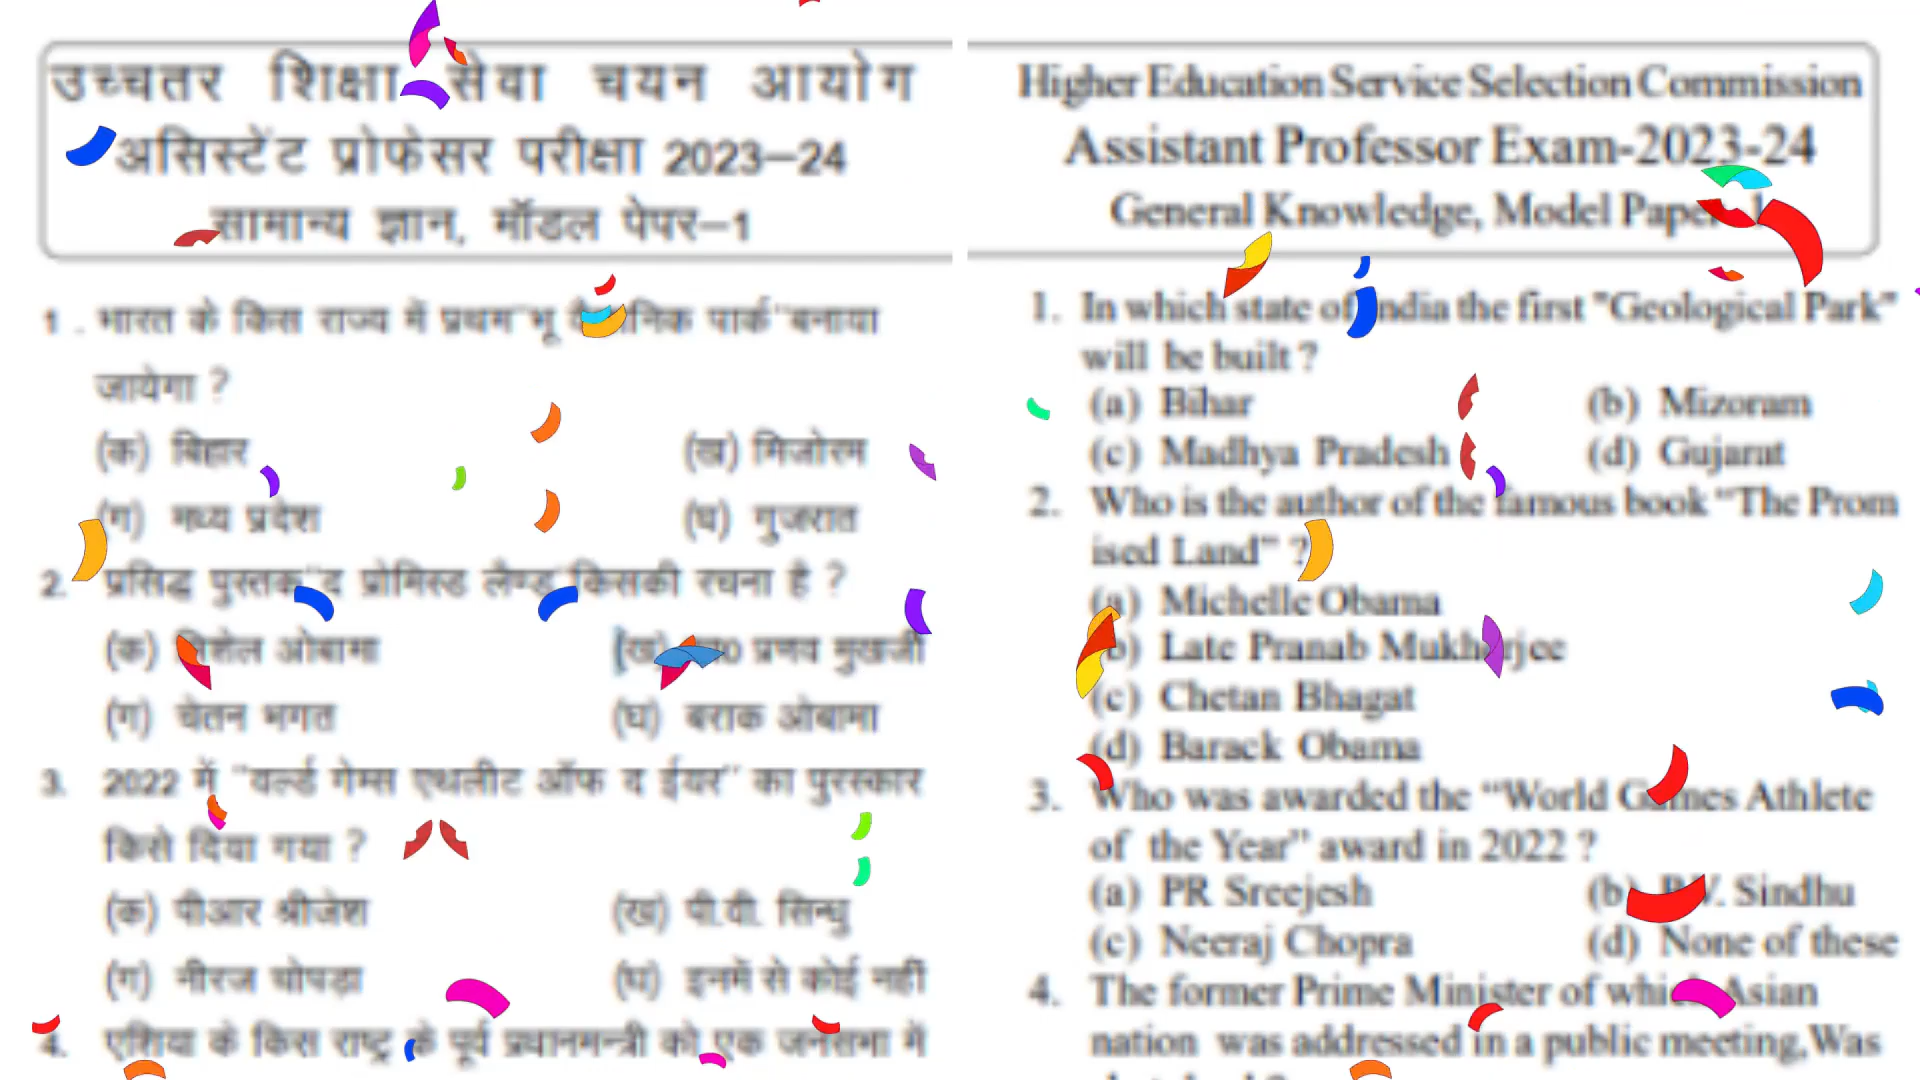 उच्चतर शिक्षा सेवा चयन आयोग
असिस्टेंट प्रोफेसर परीक्षा 2023–24
सामान्य ज्ञान, मॉडल पेपर–1
1 . भारत के किस राज्य में प्रथम "भू वैज्ञानिक पार्क" बनाया
जायेगा ?
(क) बिहार (ख) मिजोरम
(ग) मध्य प्रदेश (घ) गुजरात
2. प्रसिद्ध पुस्तक "द प्रोमिस्ड लैण्ड" किसकी रचना है ?
(क) मिशेल ओबामा (ख) प्रणव मुखर्जी
(ग) चेतन भगत (घ) बराक ओबामा
3. 2022 में "वर्ल्ड गेम्स एथलीट ऑफ द ईयर" का पुरस्कार
किसे दिया गया ?
(क) पीआर श्रीजेश (ख) पी.वी. सिन्धु
(ग) नीरज चोपड़ा (घ) इनमें से कोई नहीं
4. एशिया के किस राष्ट्र के पूर्व प्रधानमन्त्री को एक जनसभा में
Higher Education Service Selection Commission
Assistant Professor Exam-2023-24
General Knowledge, Model Paper-1
1. In which state of India the first "Geological Park"
will be built ?
(a) Bihar (b) Mizoram
(c) Madhya Pradesh (d) Gujarat
2. Who is the author of the famous book “The Prom
ised Land” ?
(a) Michelle Obama
(b) Late Pranab Mukherjee
(c) Chetan Bhagat
(d) Barack Obama
3. Who was awarded the “World Games Athlete
of the Year” award in 2022 ?
(a) PR Sreejesh (b) P.V. Sindhu
(c) Neeraj Chopra (d) None of these
4. The former Prime Minister of which Asian
nation was addressed in a public meeting,Was